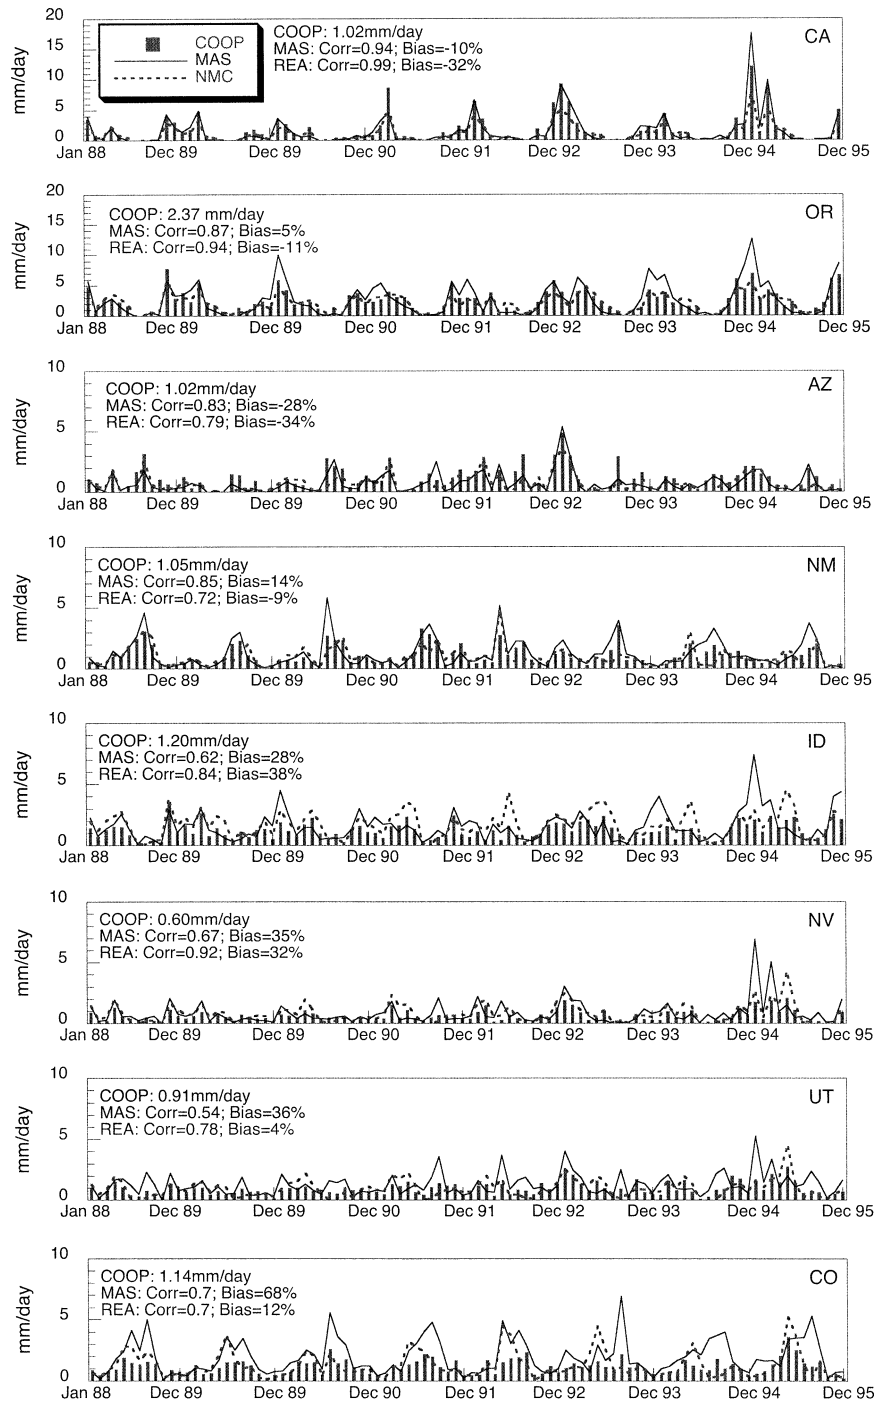 20
15
10
5
0
mm/day
COOP
MAS
NMC
COOP: 1.02mm/day
MAS: Corr=0.94; Bias=-10%
REA: Corr=0.99; Bias=-32%
CA
Jan 88 Dec 89 Dec 89 Dec 90 Dec 91 Dec 92 Dec 93 Dec 94 Dec 95
20
15
10
5
0
mm/day
COOP: 2.37 mm/day
MAS: Corr=0.87; Bias=5%
REA: Corr=0.94; Bias=-11%
OR
Jan 88 Dec 89 Dec 89 Dec 90 Dec 91 Dec 92 Dec 93 Dec 94 Dec 95
10
5
0
mm/day
COOP: 1.02mm/day
MAS: Corr=0.83; Bias=-28%
REA: Corr=0.79; Bias=-34%
AZ
Jan 88 Dec 89 Dec 89 Dec 90 Dec 91 Dec 92 Dec 93 Dec 94 Dec 95
10
5
0
mm/day
COOP: 1.05mm/day
MAS: Corr=0.85; Bias=14%
REA: Corr=0.72; Bias=-9%
NM
Jan 88 Dec 89 Dec 89 Dec 90 Dec 91 Dec 92 Dec 93 Dec 94 Dec 95
10
5
0
mm/day
COOP: 1.20mm/day
MAS: Corr=0.62; Bias=28%
REA: Corr=0.84; Bias=38%
ID
Jan 88 Dec 89 Dec 89 Dec 90 Dec 91 Dec 92 Dec 93 Dec 94 Dec 95
10
5
0
mm/day
COOP: 0.60mm/day
MAS: Corr=0.67; Bias=35%
REA: Corr=0.92; Bias=32%
NV
Jan 88 Dec 89 Dec 89 Dec 90 Dec 91 Dec 92 Dec 93 Dec 94 Dec 95
10
5
0
mm/day
COOP: 0.91mm/day
MAS: Corr=0.54; Bias=36%
REA: Corr=0.78; Bias=4%
UT
Jan 88 Dec 89 Dec 89 Dec 90 Dec 91 Dec 92 Dec 93 Dec 94 Dec 95
10
5
0
mm/day
COOP: 1.14mm/day
MAS: Corr=0.7; Bias=68%
REA: Corr=0.7; Bias=12%
CO
Jan 88 Dec 89 Dec 89 Dec 90 Dec 91 Dec 92 Dec 93 Dec 94 Dec 95